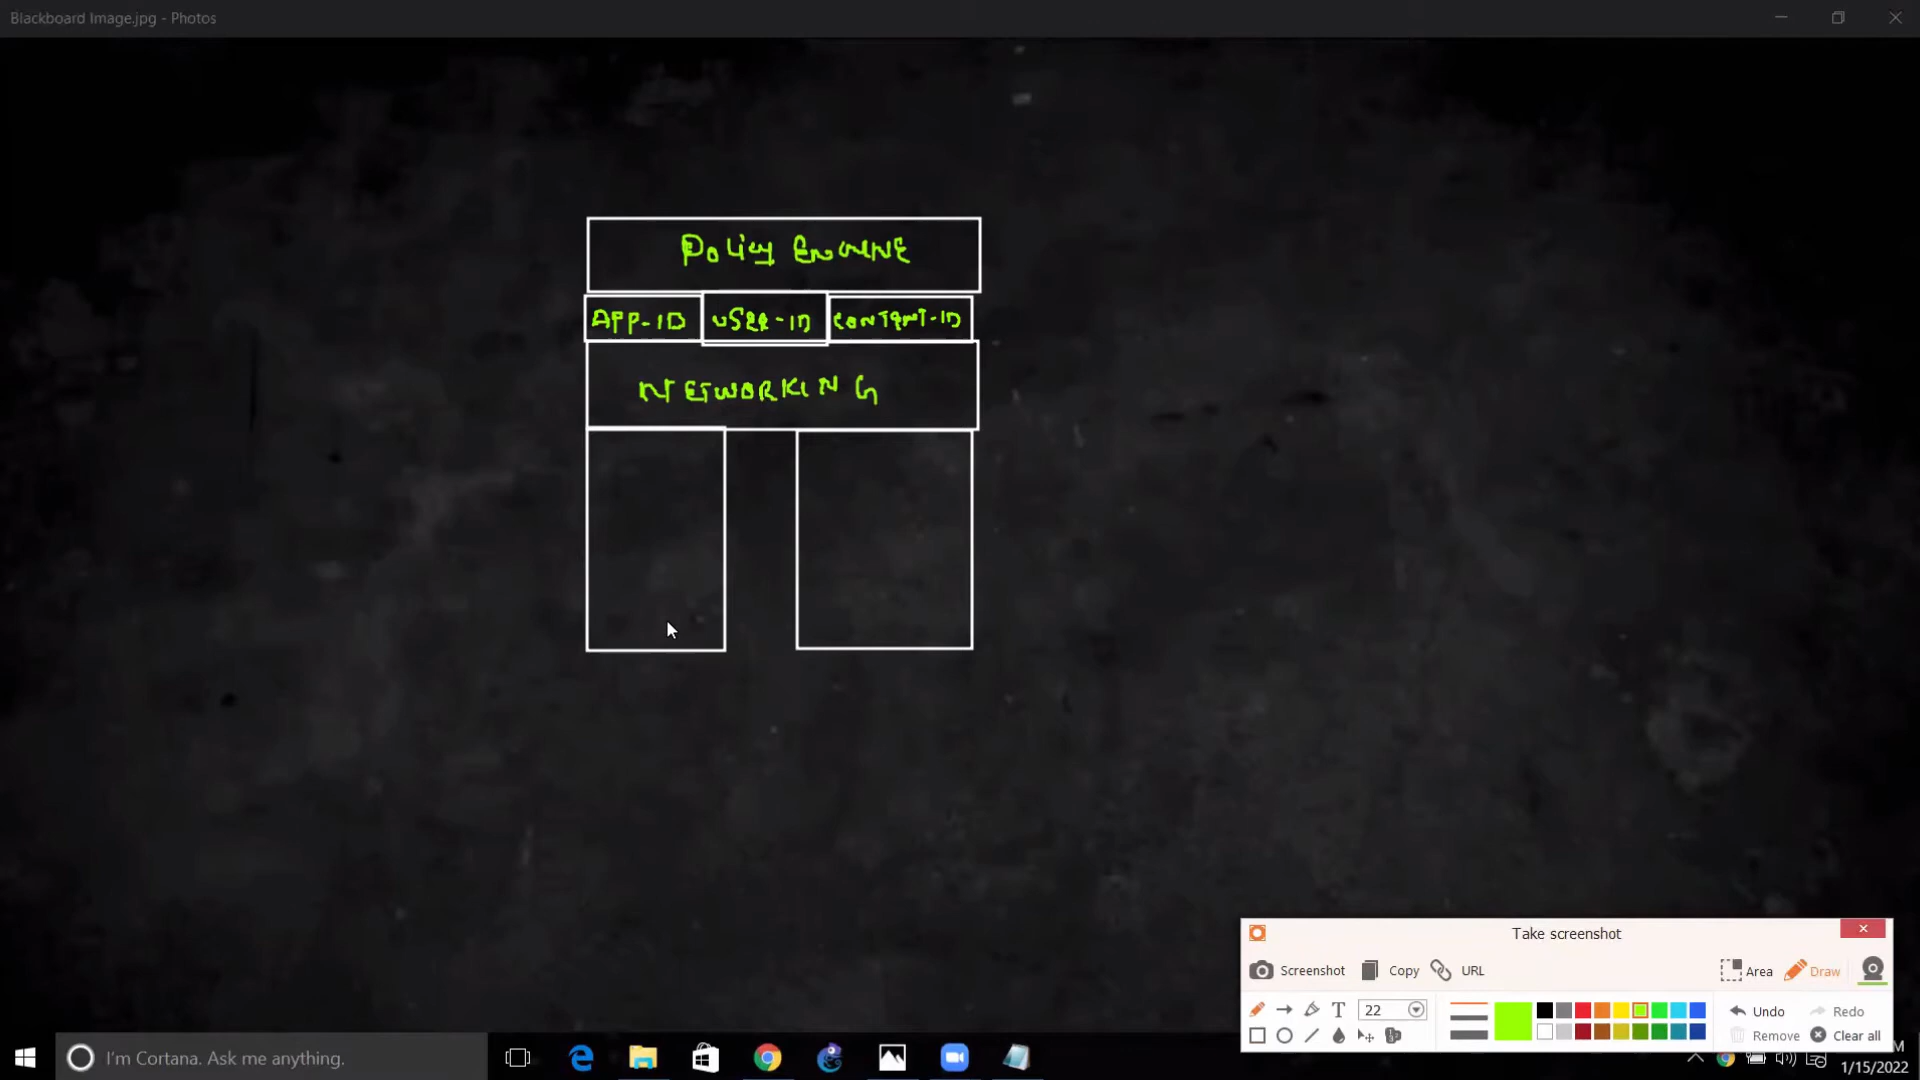 Blackboard Image.jpg - Photos
Policy ENGINE
APP-ID USER-ID CONTENT-ID
NETWORKING
Take screenshot
Screenshot Copy URL Area Draw
22 Undo Redo
Remove Clear all
I'm Cortana. Ask me anything.
1/15/2022